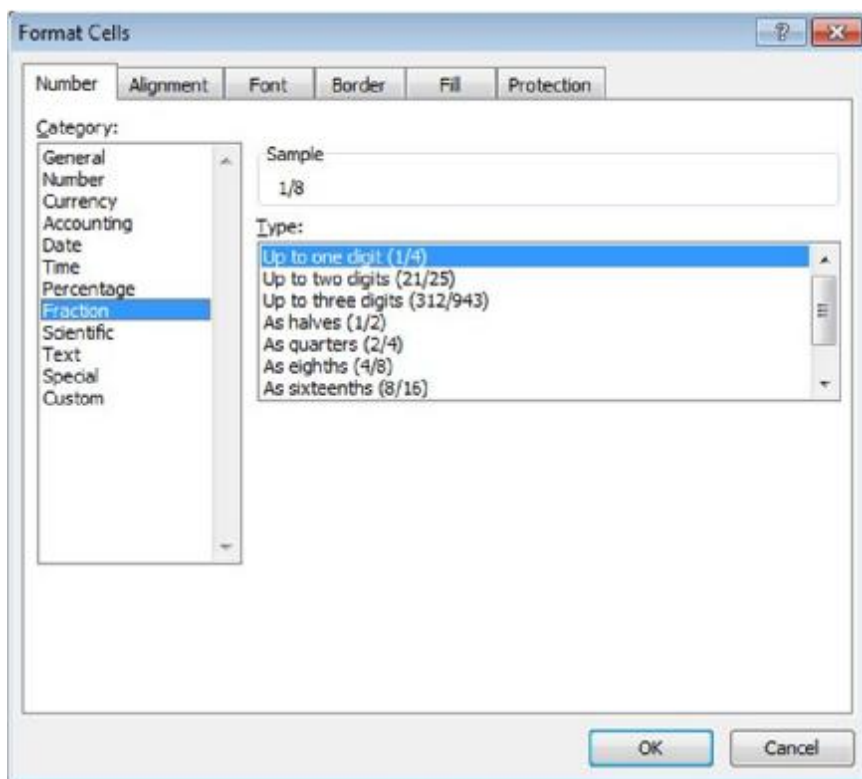 Format Cells
Number Alignment Font Border Fill Protection
Category:
General
Number
Currency
Accounting
Date
Time
Percentage
Fraction
Scientific
Text
Special
Custom
Sample
1/8
Type:
Up to one digit (1/4)
Up to two digits (21/25)
Up to three digits (312/943)
As halves (1/2)
As quarters (2/4)
As eighths (4/8)
As sixteenths (8/16)
OK Cancel